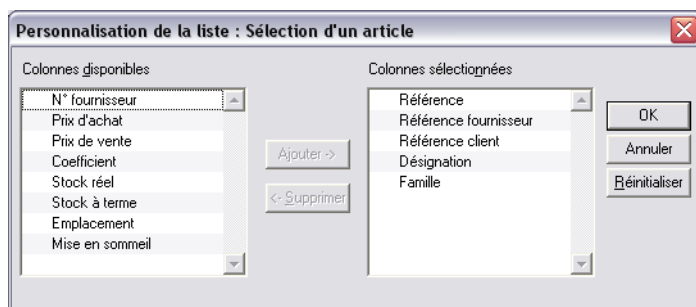 Personnalisation de la liste : Sélection d'un article
Colonnes disponibles
N° fournisseur
Prix d'achat
Prix de vente
Coefficient
Stock réel
Stock à terme
Emplacement
Mise en sommeil
Ajouter ->
<- Supprimer
Colonnes sélectionnées
Référence
Référence fournisseur
Référence client
Désignation
Famille
OK
Annuler
Réinitialiser